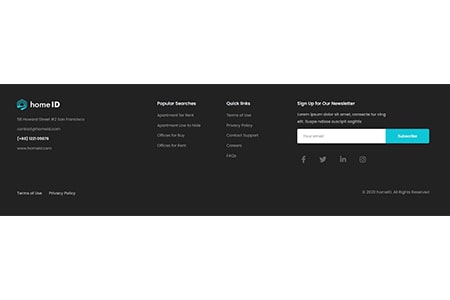 homeID
58 Howard Street #2 San Francisco
contact@homeid.com
(+68) 1221-09876
www.homeid.com
Popular Searches
Apartment for Rent
Apartment Low to hide
Offices for Buy
Offices for Rent
Quick links
Terms of Use
Privacy Policy
Contact Support
Careers
FAQs
Sign Up for Our Newsletter
Lorem ipsum dolor sit amet, consecte tur cing elit.
Suspe ndisse suscipit sagittis
Your email
Subscribe
Terms of Use
Privacy Policy
© 2020 homeID. All Rights Reserved